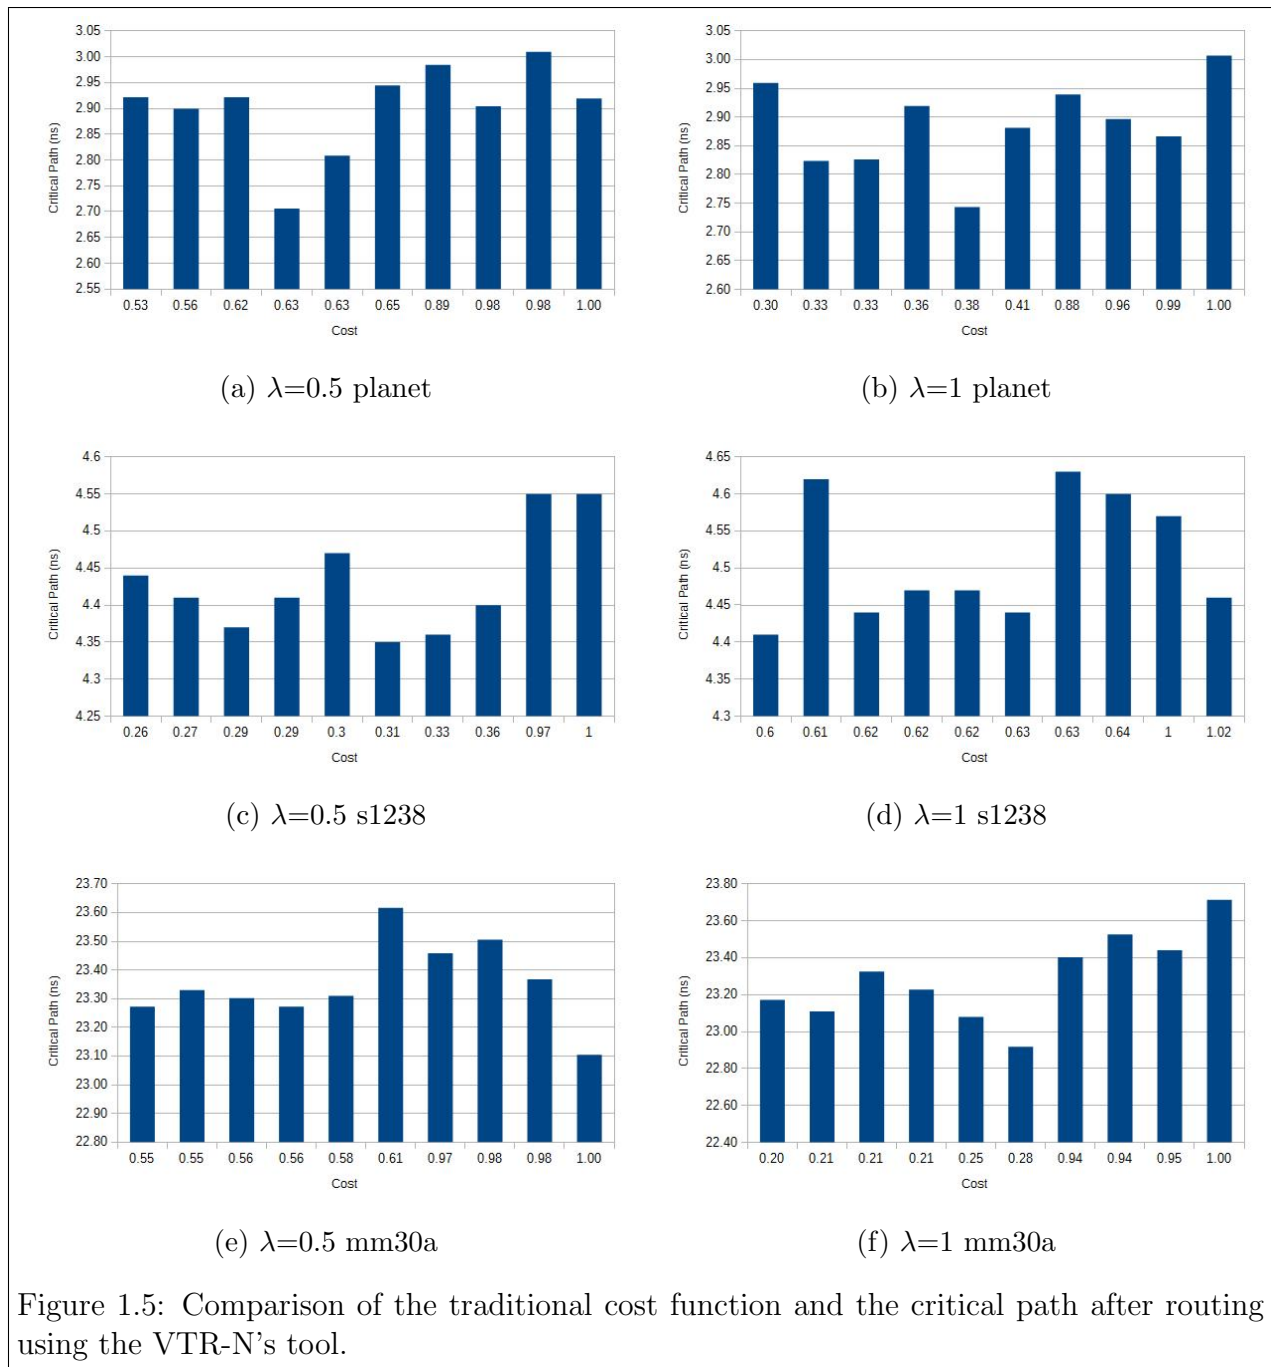 3.05
3.00
2.95
2.90
2.85
2.80
2.75
2.70
2.65
2.60
2.55
Critical Path (ns)
0.53 0.56 0.62 0.63 0.63 0.65 0.89 0.98 0.98 1.00
Cost
(a) λ=0.5 planet
3.05
3.00
2.95
2.90
2.85
2.80
2.75
2.70
2.65
2.60
Critical Path (ns)
0.30 0.33 0.33 0.36 0.38 0.41 0.88 0.96 0.99 1.00
Cost
(b) λ=1 planet
4.6
4.55
4.5
4.45
4.4
4.35
4.3
4.25
Critical Path (ns)
0.26 0.27 0.29 0.29 0.3 0.31 0.33 0.36 0.97 1
Cost
(c) λ=0.5 s1238
4.65
4.6
4.55
4.5
4.45
4.4
4.35
4.3
Critical Path (ns)
0.6 0.61 0.62 0.62 0.62 0.63 0.63 0.64 1 1.02
Cost
(d) λ=1 s1238
23.70
23.60
23.50
23.40
23.30
23.20
23.10
23.00
22.90
22.80
Critical Path (ns)
0.55 0.55 0.56 0.56 0.58 0.61 0.97 0.98 0.98 1.00
Cost
(e) λ=0.5 mm30a
23.80
23.60
23.40
23.20
23.00
22.80
22.60
22.40
Critical Path (ns)
0.20 0.21 0.21 0.21 0.25 0.28 0.94 0.94 0.95 1.00
Cost
(f) λ=1 mm30a
Figure 1.5: Comparison of the traditional cost function and the critical path after routing
using the VTR-N's tool.